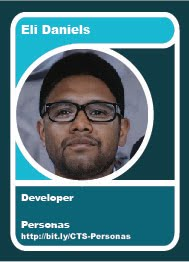 Eli Daniels
Developer
Personas
http://bit.ly/CTS-Personas